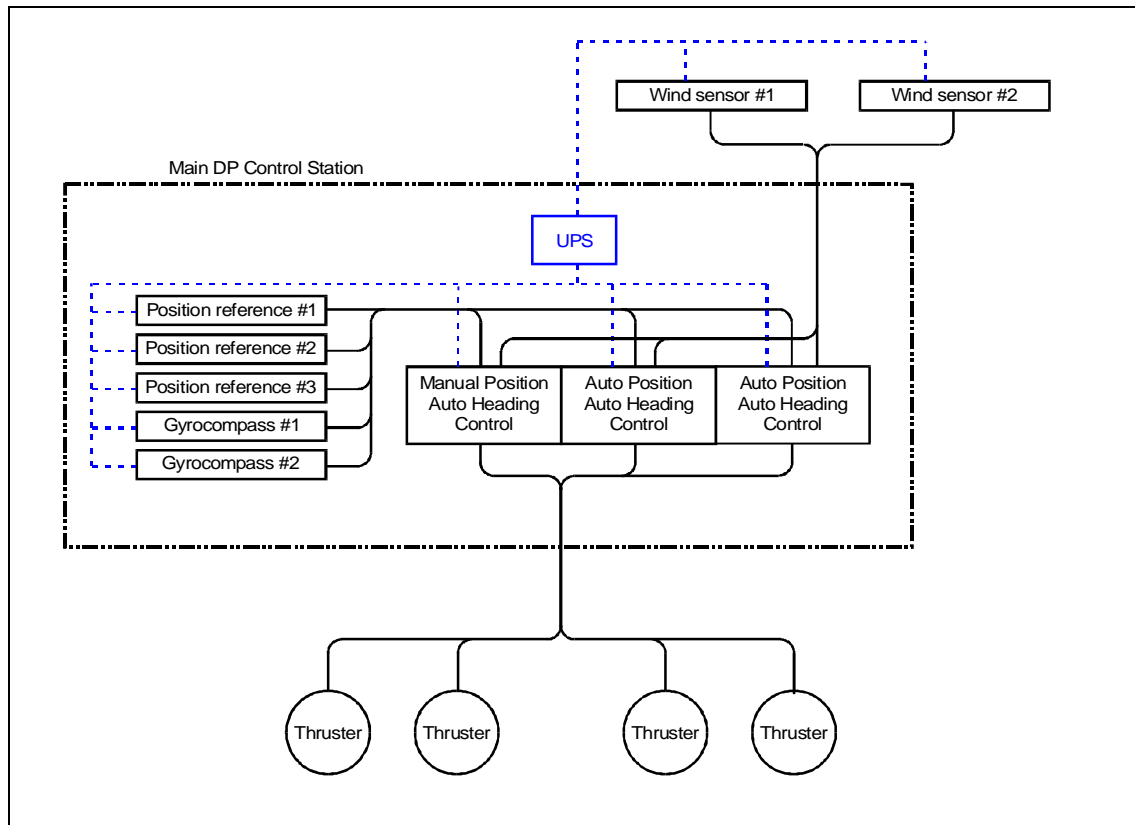 Wind sensor #1
Wind sensor #2
Main DP Control Station
UPS
Position reference #1
Position reference #2
Position reference #3
Gyrocompass #1
Gyrocompass #2
Manual Position
Auto Heading
Control
Auto Position
Auto Heading
Control
Auto Position
Auto Heading
Control
Thruster
Thruster
Thruster
Thruster